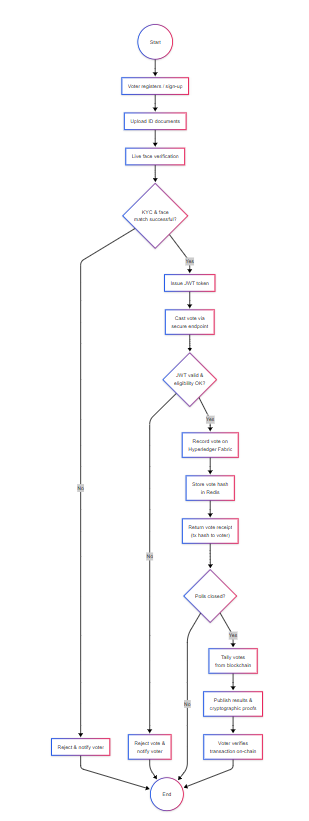 Start
Voter registers / sign-up
Upload ID documents
Live face verification
KYC & face
match successful?
Yes
Issue JWT token
Cast vote via
secure endpoint
JWT valid &
eligibility OK?
Yes
Record vote on
Hyperledger Fabric
No
Store vote hash
in Redis
Return vote receipt
(tx hash to voter)
No
Polls closed?
Yes
Tally votes
from blockchain
Publish results &
cryptographic proofs
No
Reject & notify voter
Reject vote &
notify voter
Voter verifies
transaction on-chain
End